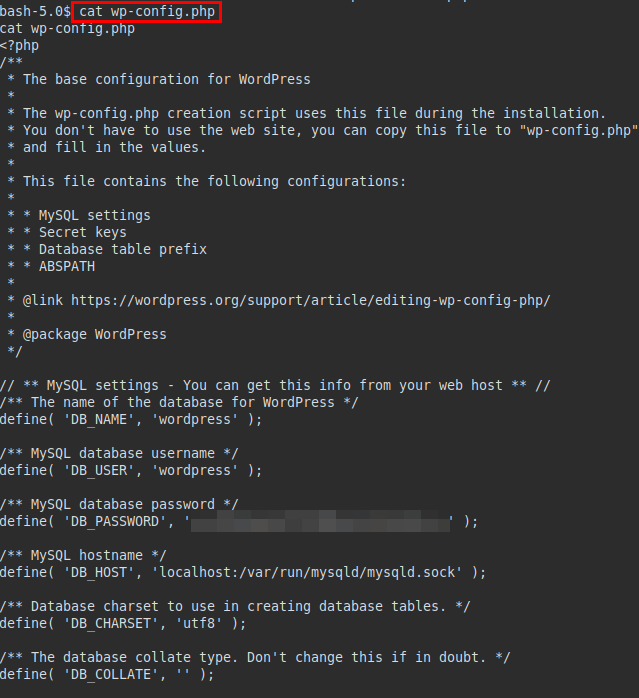 bash-5.0$ cat wp-config.php
cat wp-config.php
<?php
/**
 * The base configuration for WordPress
 *
 * The wp-config.php creation script uses this file during the installation.
 * You don't have to use the web site, you can copy this file to "wp-config.php"
 * and fill in the values.
 *
 * This file contains the following configurations:
 *
 * * MySQL settings
 * * Secret keys
 * * Database table prefix
 * * ABSPATH
 *
 * @link https://wordpress.org/support/article/editing-wp-config-php/
 *
 * @package WordPress
 */
// ** MySQL settings - You can get this info from your web host ** //
/** The name of the database for WordPress */
define( 'DB_NAME', 'wordpress' );
/** MySQL database username */
define( 'DB_USER', 'wordpress' );
/** MySQL database password */
define( 'DB_PASSWORD', '' );
/** MySQL hostname */
define( 'DB_HOST', 'localhost:/var/run/mysqld/mysqld.sock' );
/** Database charset to use in creating database tables. */
define( 'DB_CHARSET', 'utf8' );
/** The database collate type. Don't change this if in doubt. */
define( 'DB_COLLATE', '' );